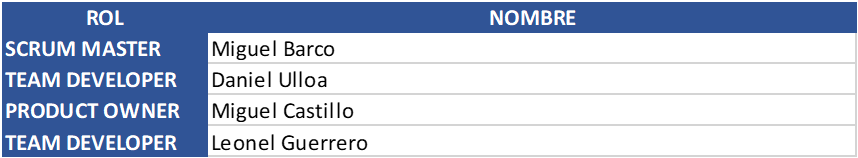 ROL NOMBRE
SCRUM MASTER Miguel Barco
TEAM DEVELOPER Daniel Ulloa
PRODUCT OWNER Miguel Castillo
TEAM DEVELOPER Leonel Guerrero